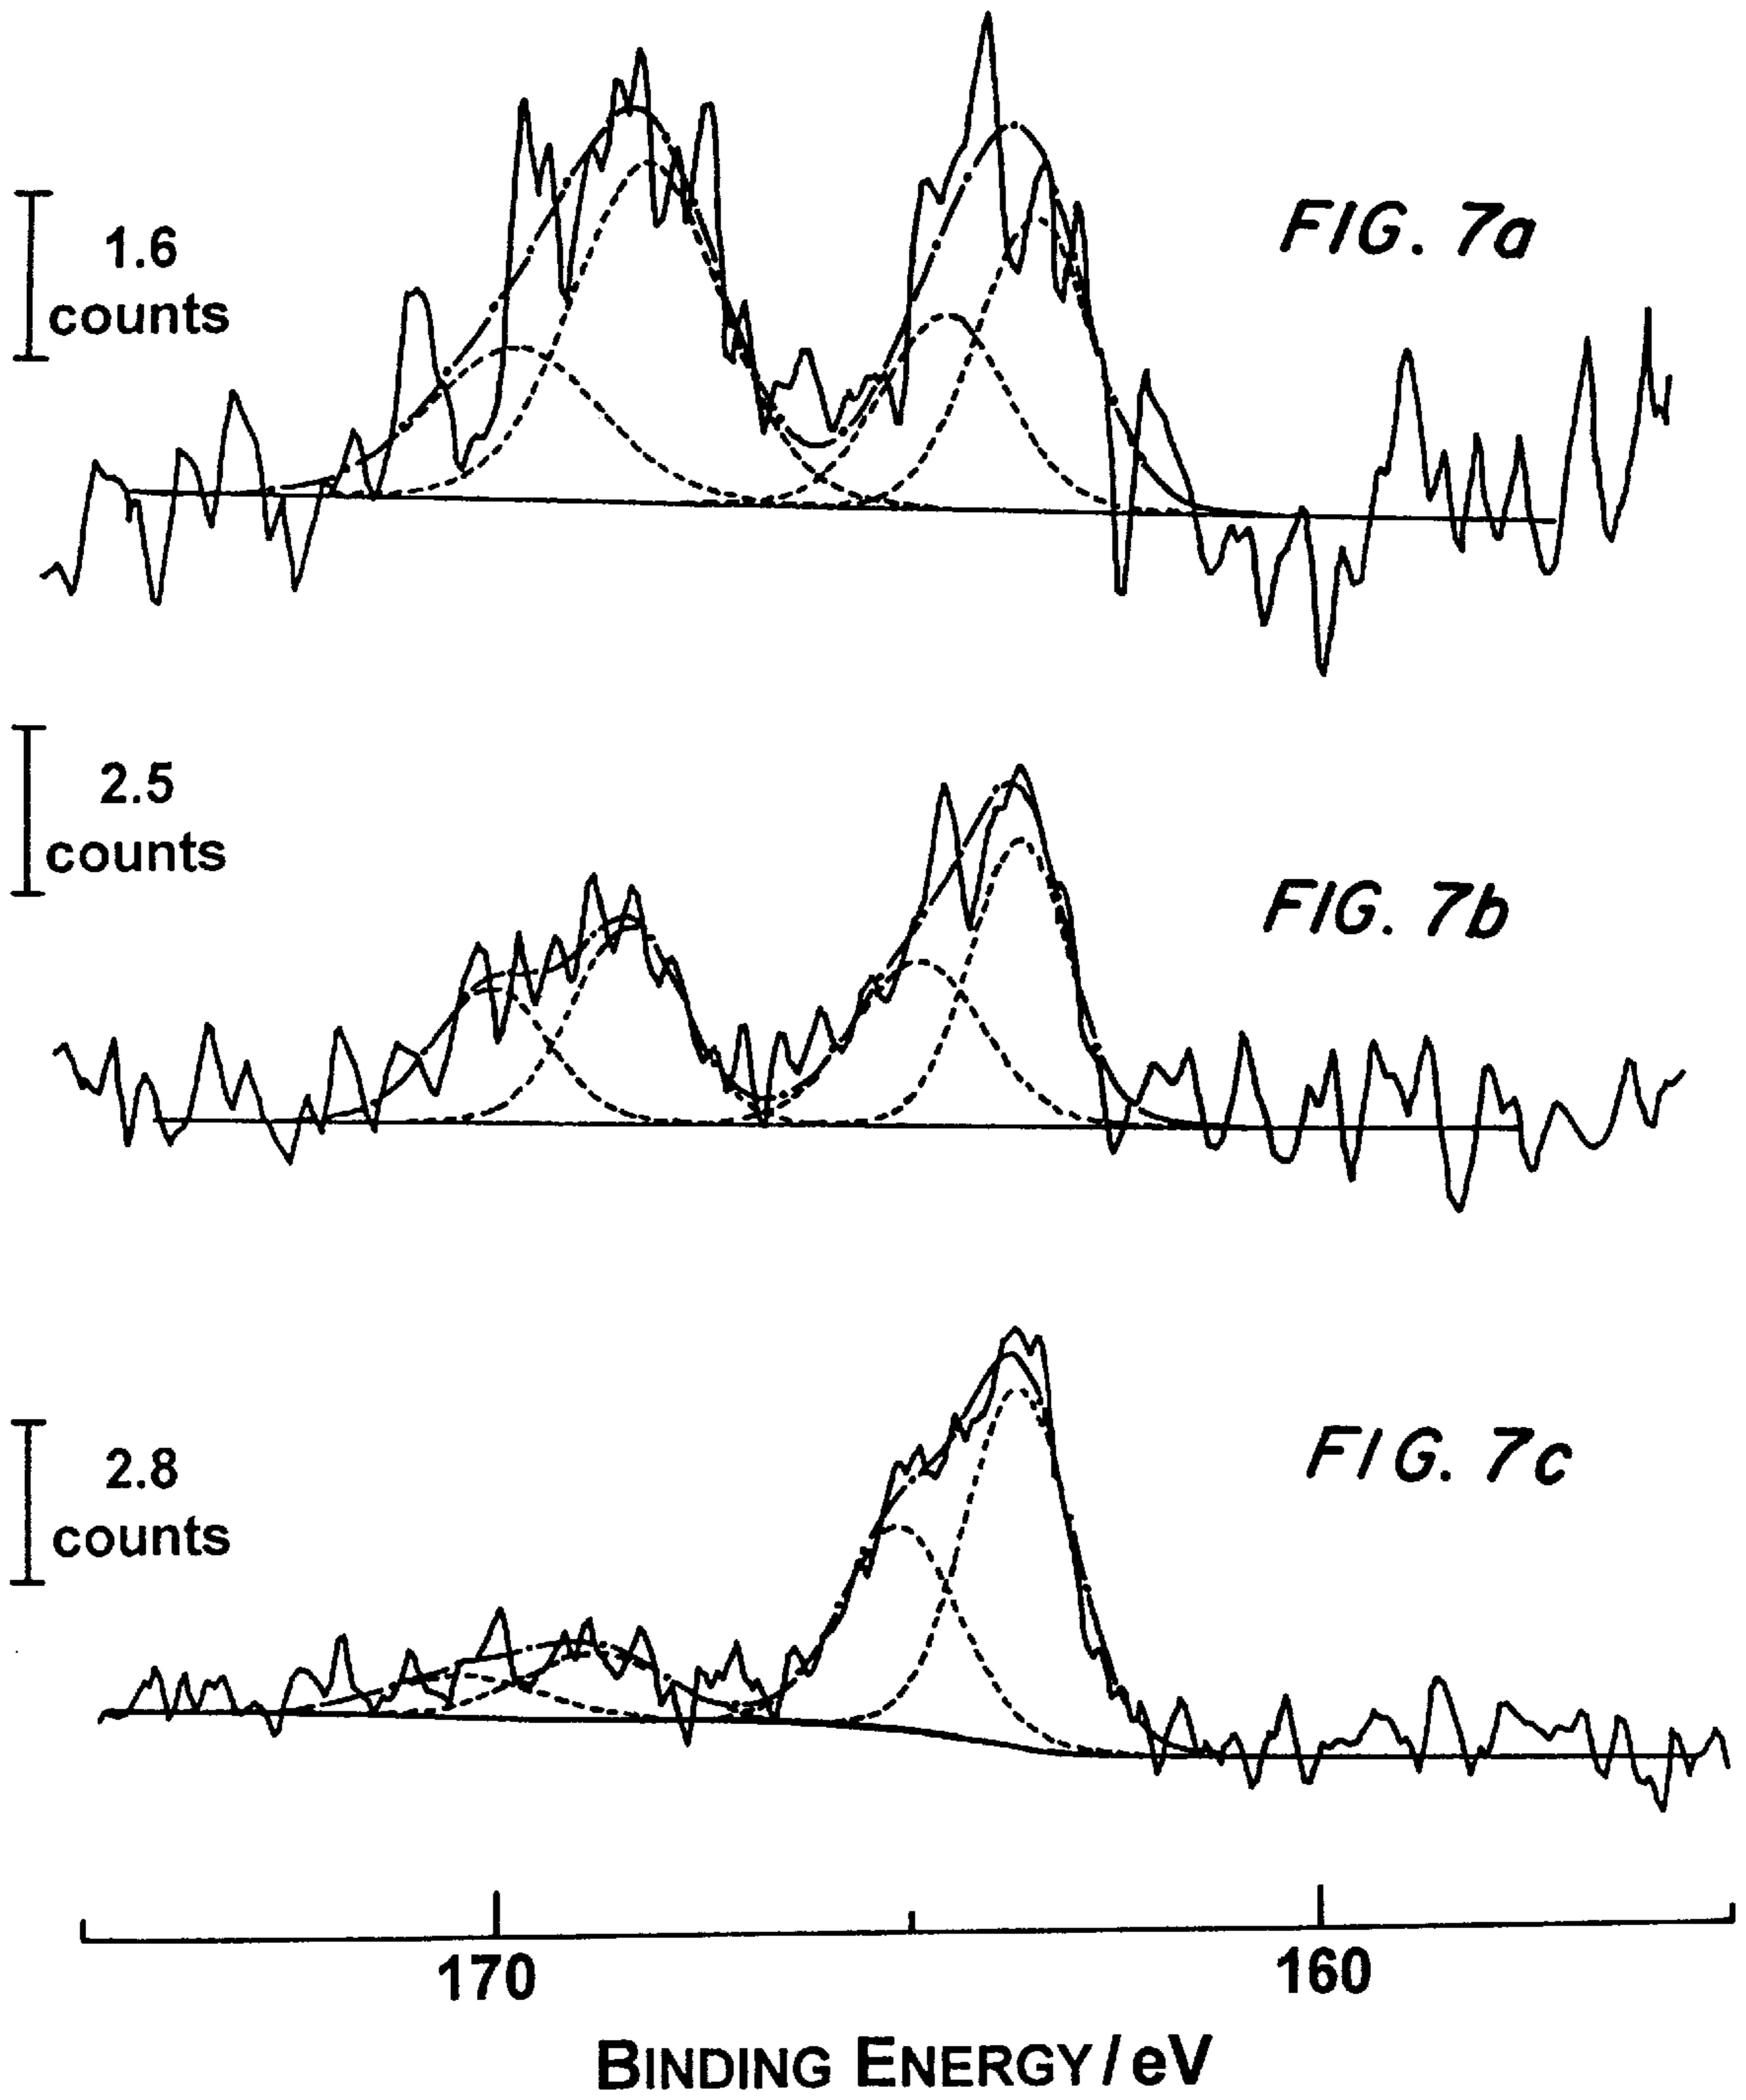 FIG. 7a
1.6
counts
2.5
counts
FIG. 7b
FIG. 7c
2.8
counts
170
160
BINDING ENERGY / eV